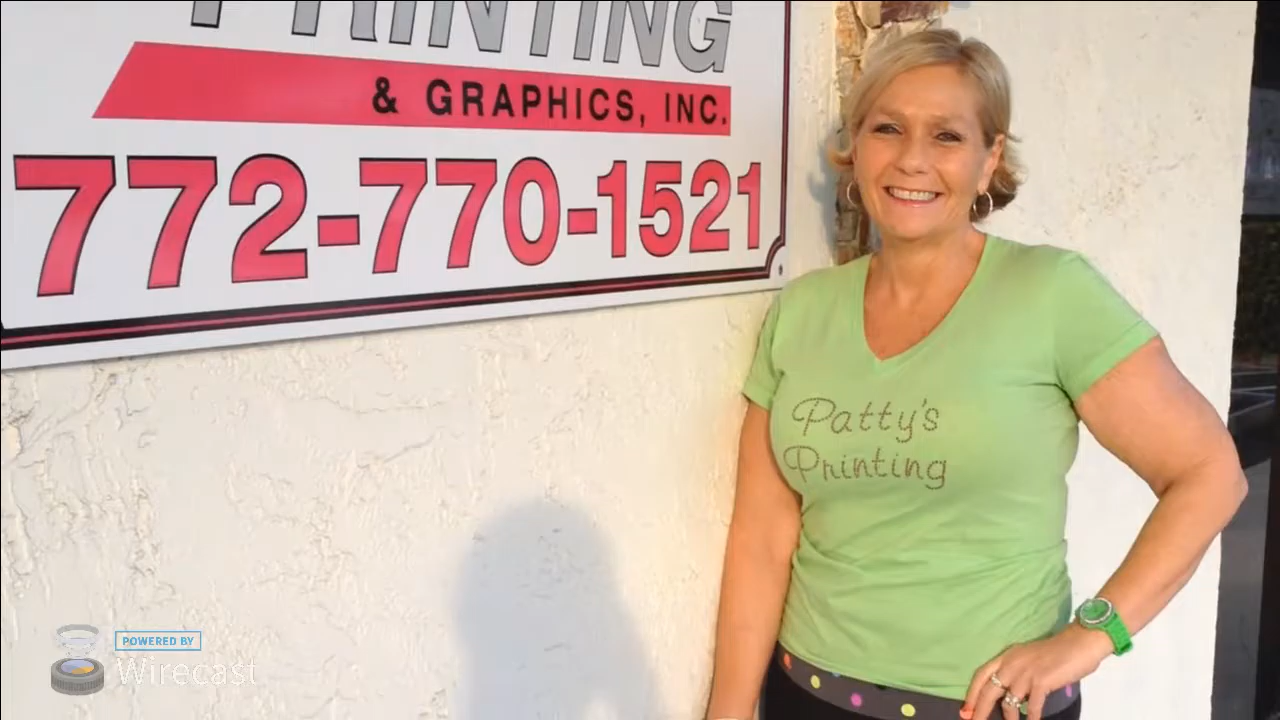 PRINTING
& GRAPHICS, INC.
772-770-1521
Patty's
Printing
POWERED BY
Wirecast